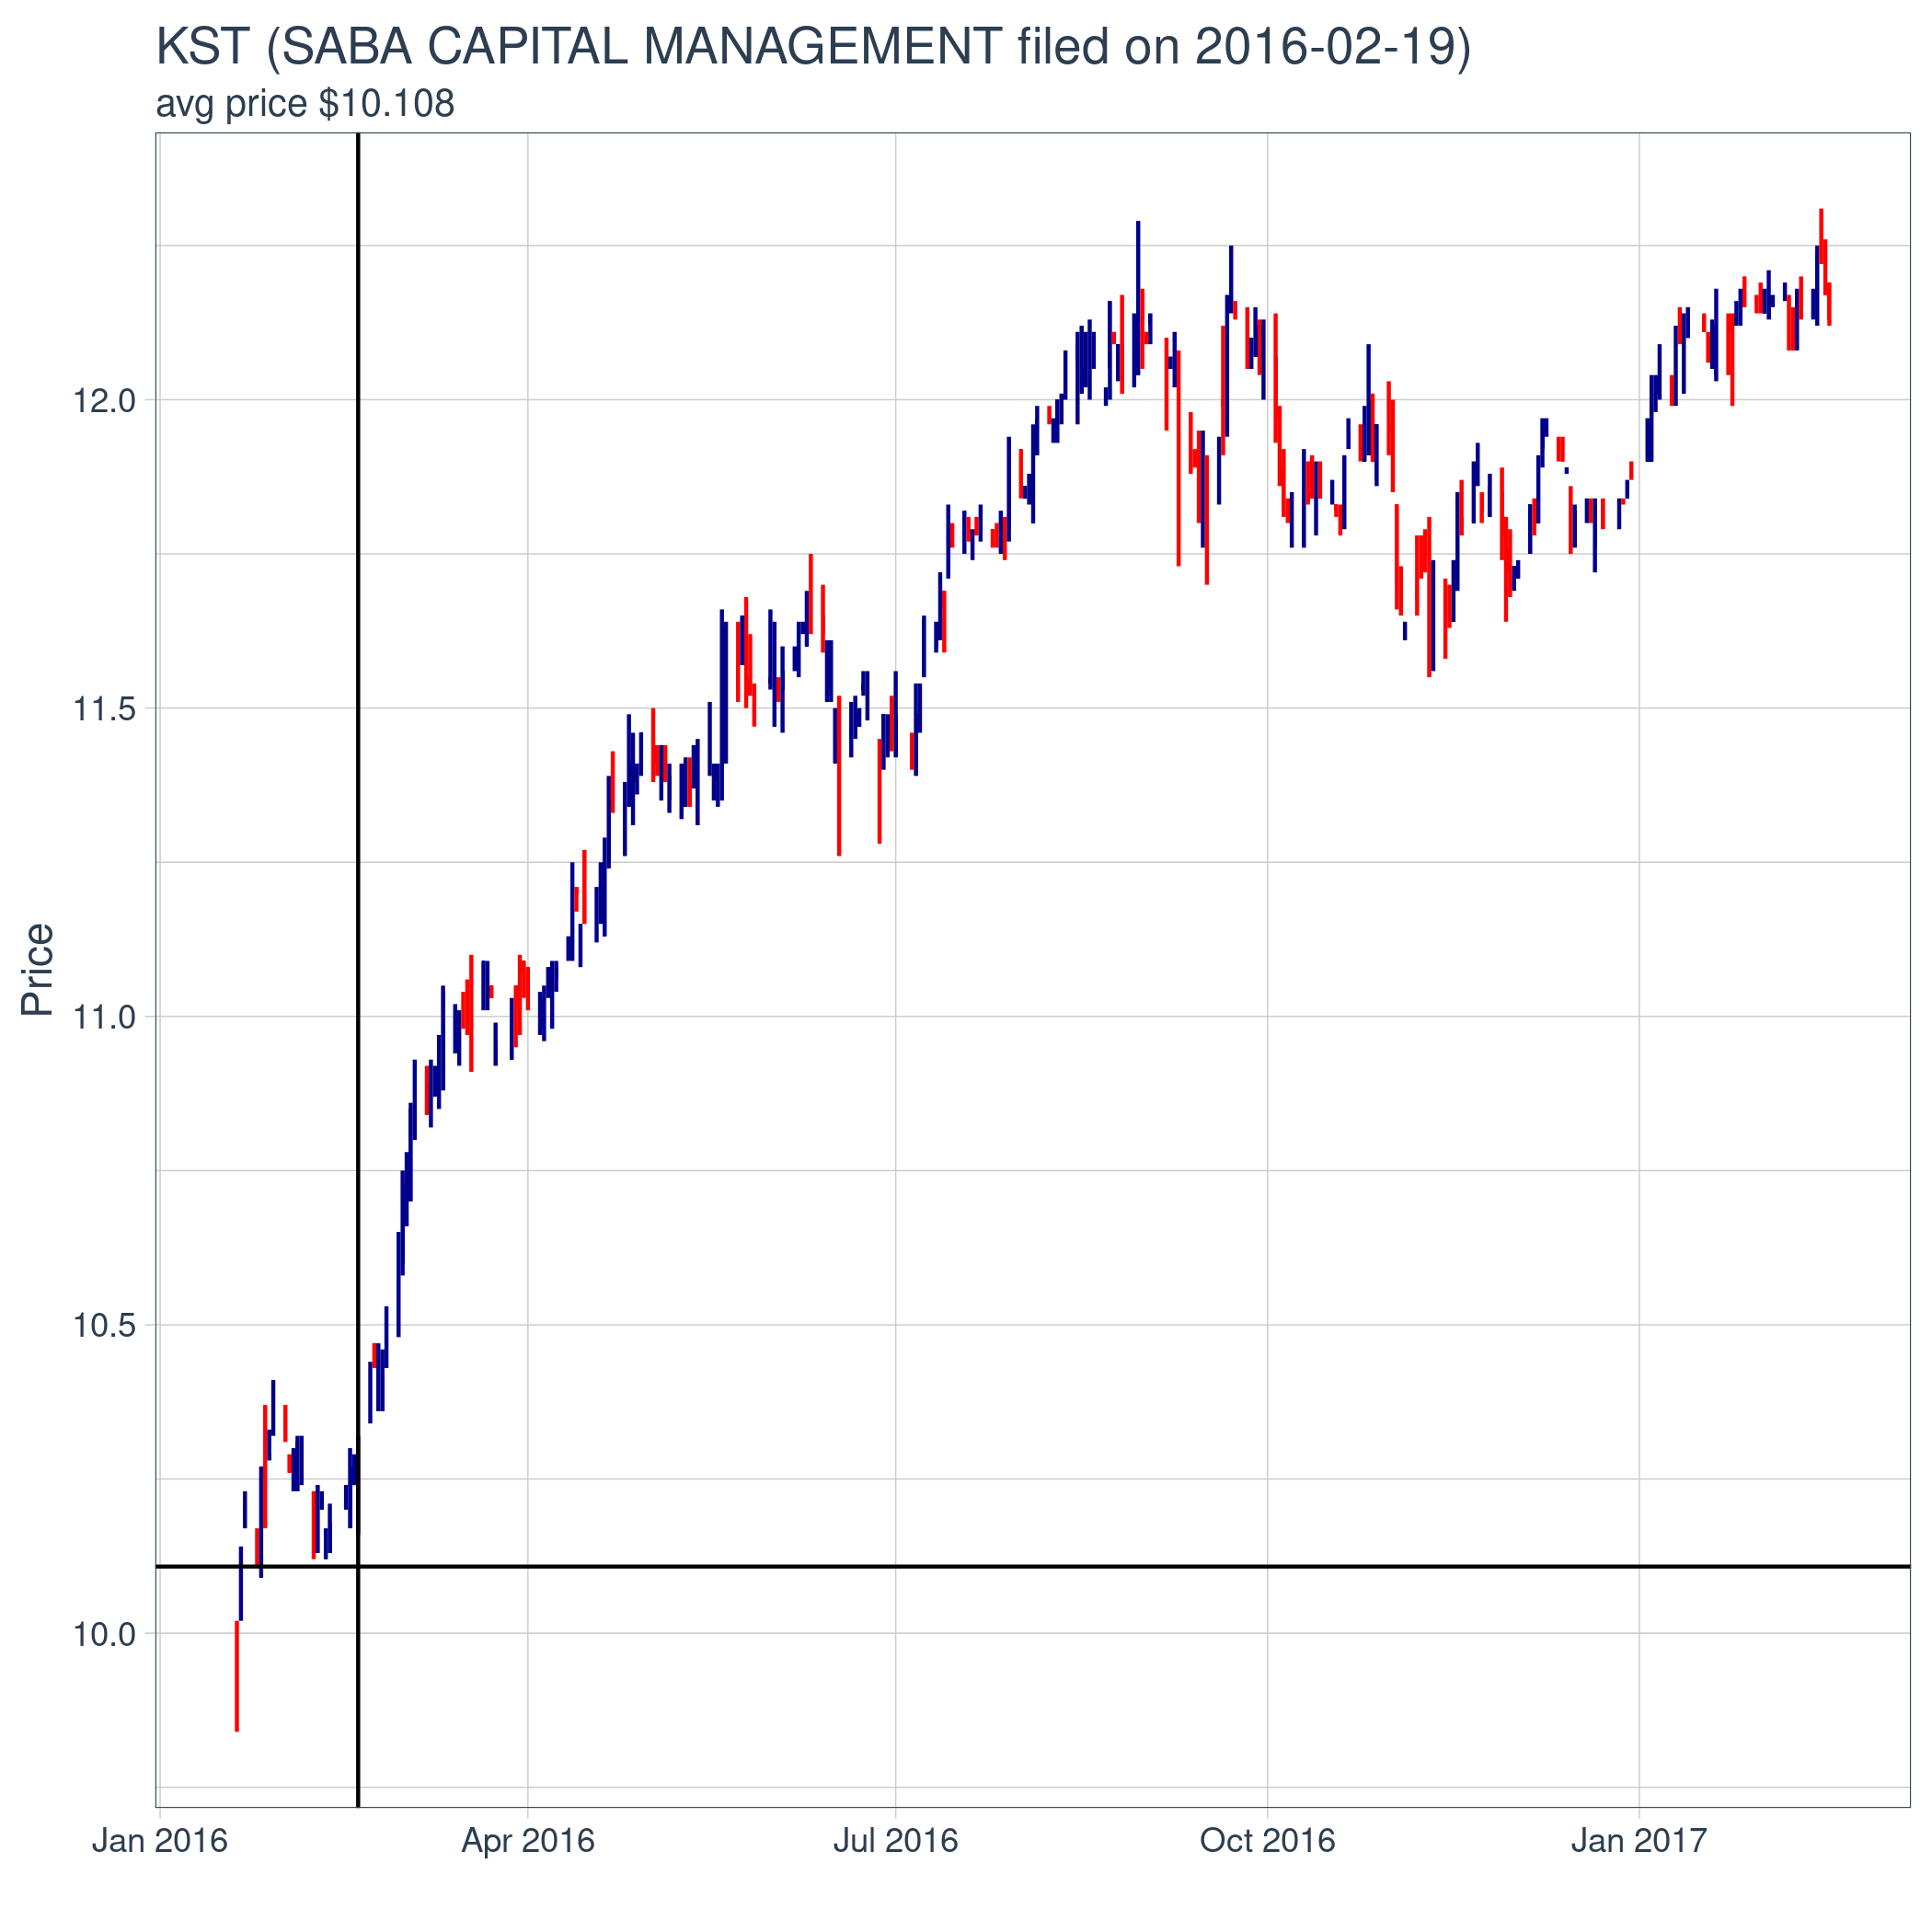 KST (SABA CAPITAL MANAGEMENT filed on 2016-02-19)
avg price $10.108
Price
12.0
11.5
11.0
10.5
10.0
Jan 2016
Apr 2016
Jul 2016
Oct 2016
Jan 2017